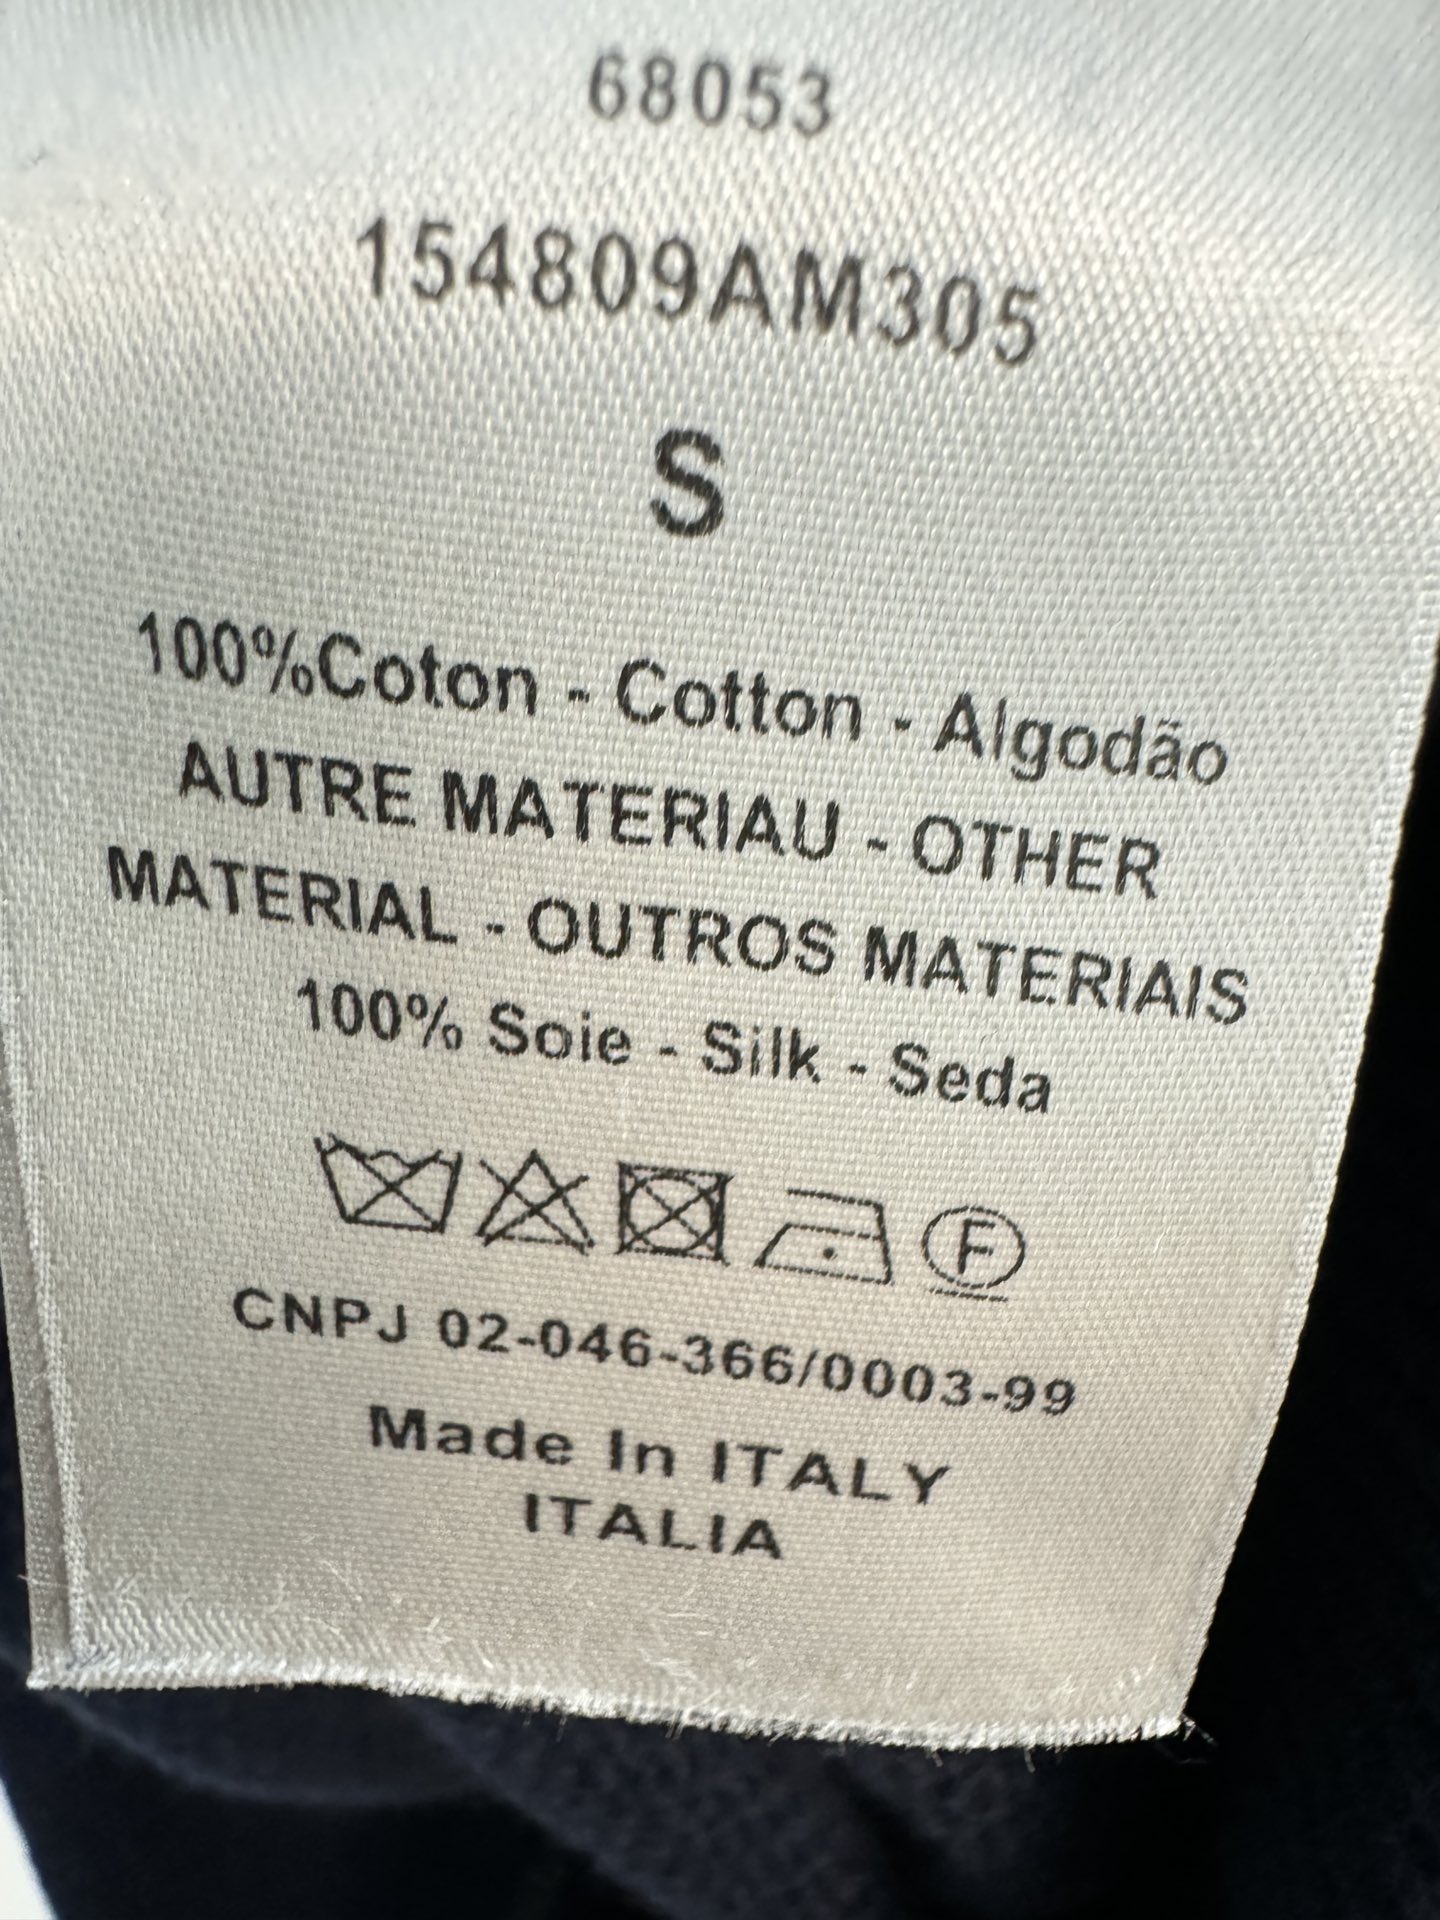 68053
154809AM305
S
100%Coton - Cotton - Algodão
AUTRE MATERIAU - OTHER
MATERIAL - OUTROS MATERIAIS
100% Soie - Silk - Seda
F
CNPJ 02-046-366/0003-99
Made In ITALY
ITALIA